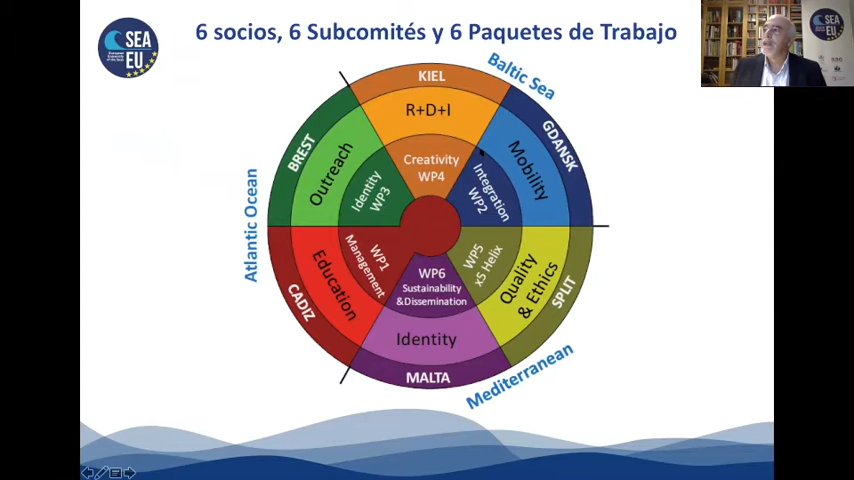 SEA
EU
6 socios, 6 Subcomités y 6 Paquetes de Trabajo
SEA
EU
Baltic Sea
KIEL
R+D+I
Creativity
WP4
GDANSK
Mobility
Integration
WP2
SPLIT
Quality
& Ethics
WP5
x5 Helix
Mediterranean
MALTA
Identity
WP6
Sustainability
&Dissemination
CADIZ
Education
WP1
Management
Atlantic Ocean
BREST
Outreach
Identity
WP3